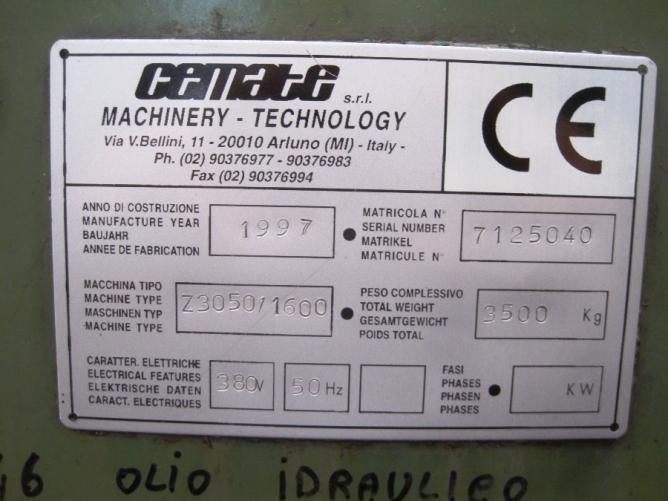 cemate s.r.l.
MACHINERY - TECHNOLOGY
Via V.Bellini, 11 - 20010 Arluno (MI) - Italy -
Ph. (02) 90376977 - 90376983
Fax (02) 90376994
CE
ANNO DI COSTRUZIONE
MANUFACTURE YEAR
BAUJAHR
ANNEE DE FABRICATION
1997
MATRICOLA N°
SERIAL NUMBER
MATRIKEL
MATRICULE N°
7125040
MACCHINA TIPO
MACHINE TYPE
MASCHINEN TYP
MACHINE TYPE
Z3050/1600
PESO COMPLESSIVO
TOTAL WEIGHT
GESAMTGEWICHT
POIDS TOTAL
3500 Kg
CARATTER. ELETTRICHE
ELECTRICAL FEATURES
ELEKTRISCHE DATEN
CARACT. ELECTRIQUES
380V
50 Hz
FASI
PHASES
PHASEN
PHASES
KW
46 OLIO IDRAULICO